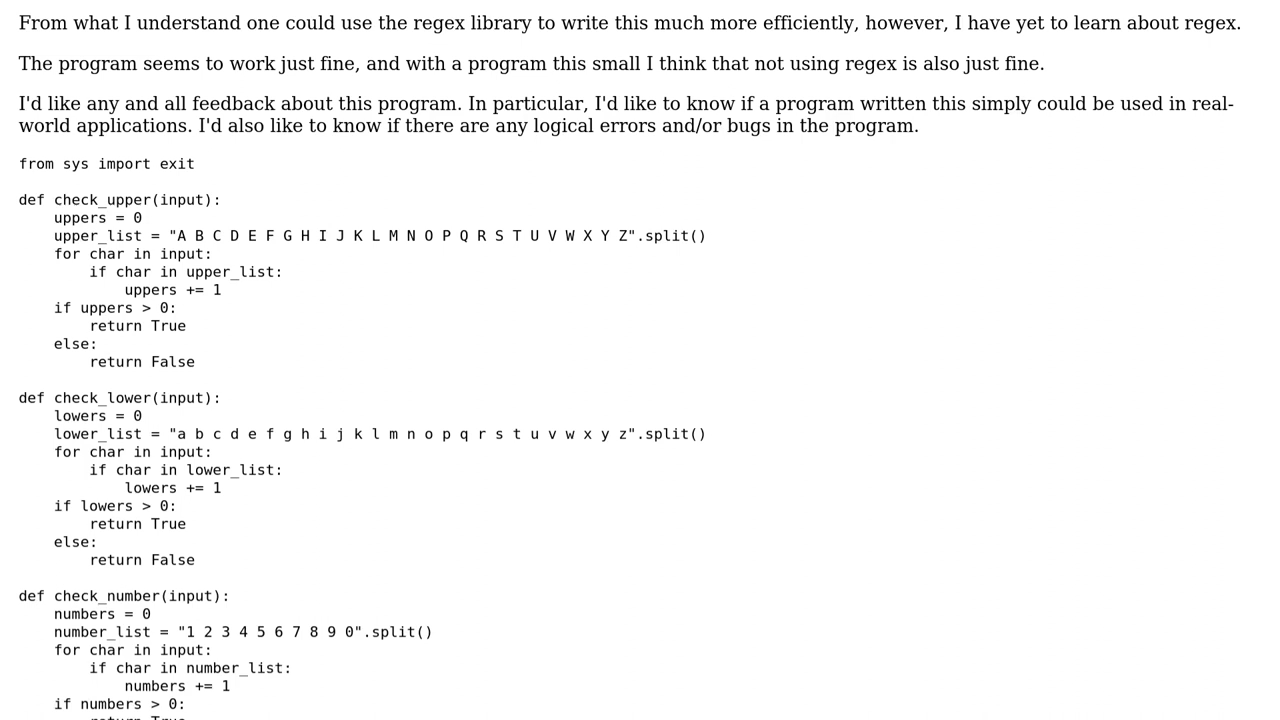 From what I understand one could use the regex library to write this much more efficiently, however, I have yet to learn about regex.
The program seems to work just fine, and with a program this small I think that not using regex is also just fine.
I'd like any and all feedback about this program. In particular, I'd like to know if a program written this simply could be used in real-
world applications. I'd also like to know if there are any logical errors and/or bugs in the program.
from sys import exit
def check_upper(input):
    uppers = 0
    upper_list = "A B C D E F G H I J K L M N O P Q R S T U V W X Y Z".split()
    for char in input:
        if char in upper_list:
            uppers += 1
    if uppers > 0:
        return True
    else:
        return False
def check_lower(input):
    lowers = 0
    lower_list = "a b c d e f g h i j k l m n o p q r s t u v w x y z".split()
    for char in input:
        if char in lower_list:
            lowers += 1
    if lowers > 0:
        return True
    else:
        return False
def check_number(input):
    numbers = 0
    number_list = "1 2 3 4 5 6 7 8 9 0".split()
    for char in input:
        if char in number_list:
            numbers += 1
    if numbers > 0:
        return True